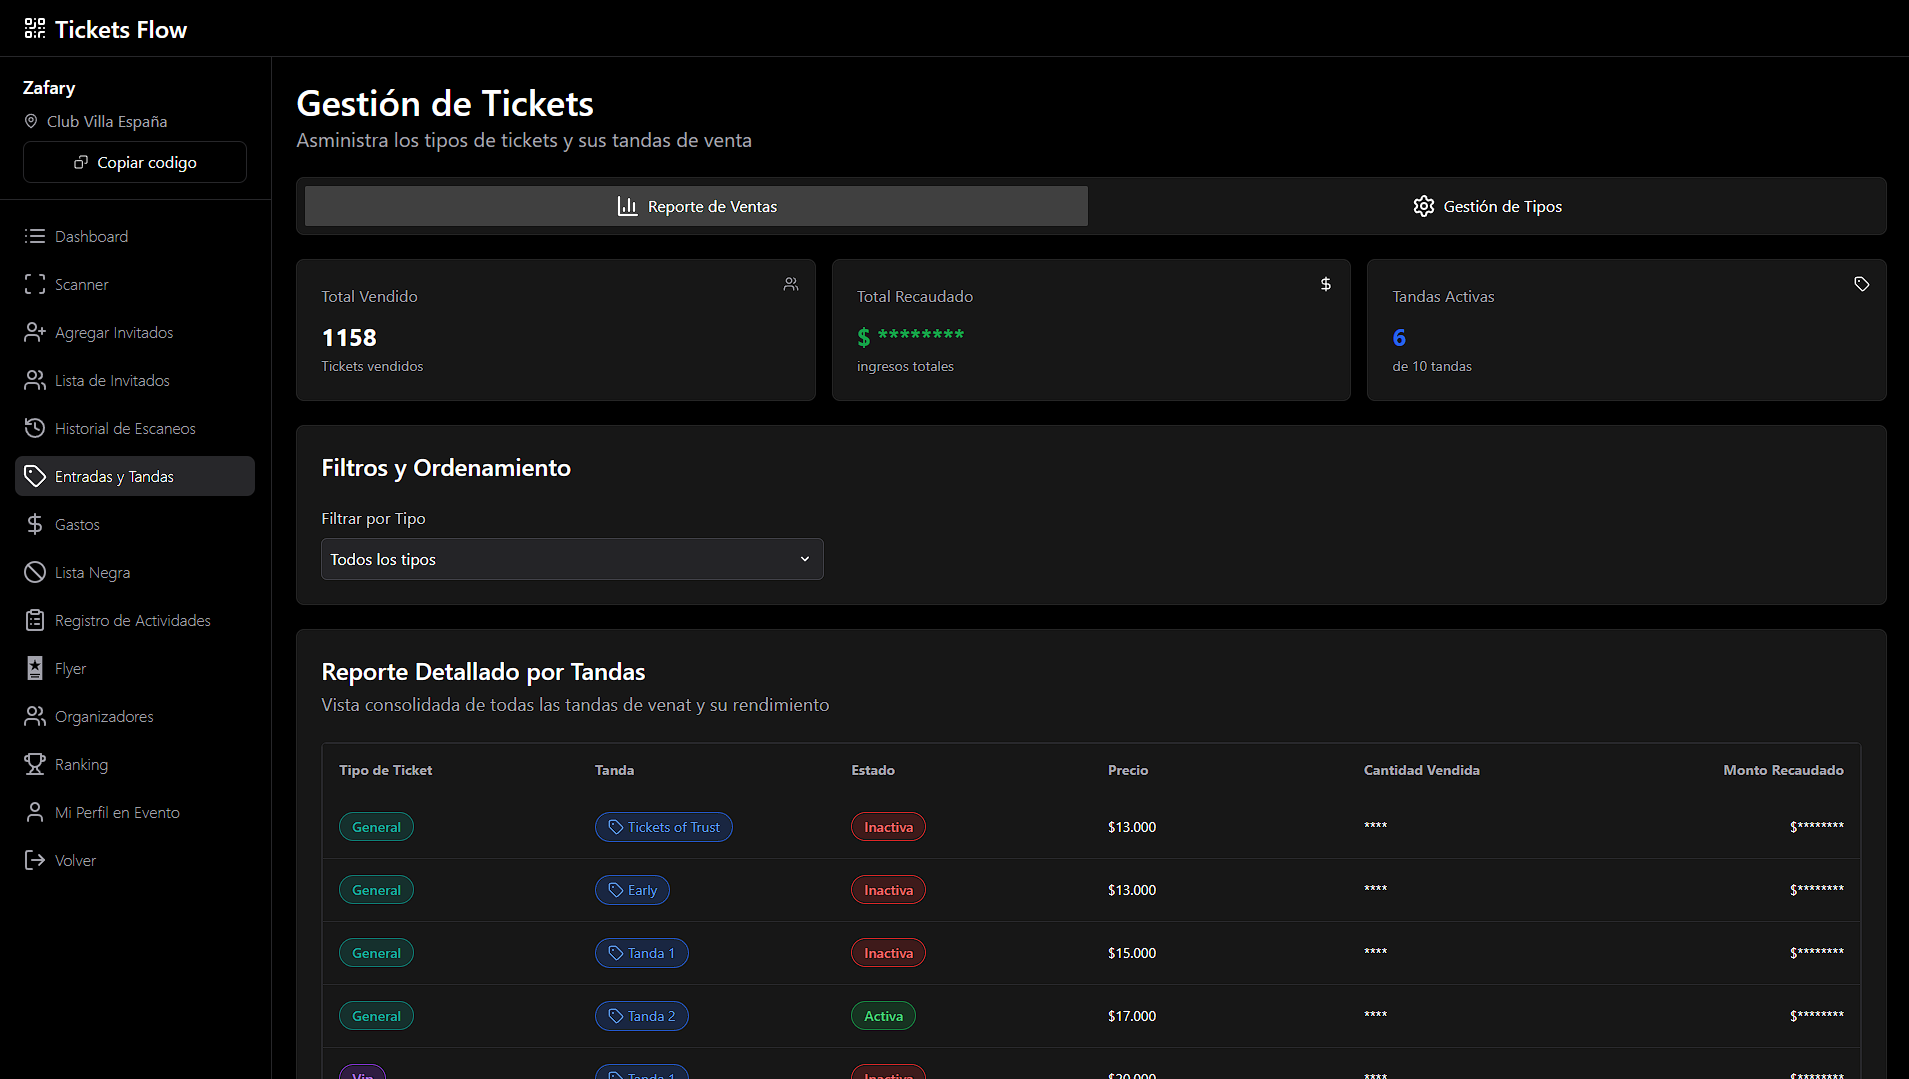 Tickets Flow
Zafary
Club Villa España
Copiar codigo
Dashboard
Scanner
Agregar Invitados
Lista de Invitados
Historial de Escaneos
Entradas y Tandas
Gastos
Lista Negra
Registro de Actividades
Flyer
Organizadores
Ranking
Mi Perfil en Evento
Volver
Gestión de Tickets
Asministra los tipos de tickets y sus tandas de venta
Reporte de Ventas
Gestión de Tipos
Total Vendido
1158
Tickets vendidos
Total Recaudado
$ ********
ingresos totales
Tandas Activas
6
de 10 tandas
Filtros y Ordenamiento
Filtrar por Tipo
Todos los tipos
Reporte Detallado por Tandas
Vista consolidada de todas las tandas de venat y su rendimiento
Tipo de Ticket Tanda Estado Precio Cantidad Vendida Monto Recaudado
General Tickets of Trust Inactiva $13.000 **** $********
General Early Inactiva $13.000 **** $********
General Tanda 1 Inactiva $15.000 **** $********
General Tanda 2 Activa $17.000 **** $********
Vip Tanda 1 Inactiva $20.000 **** $********